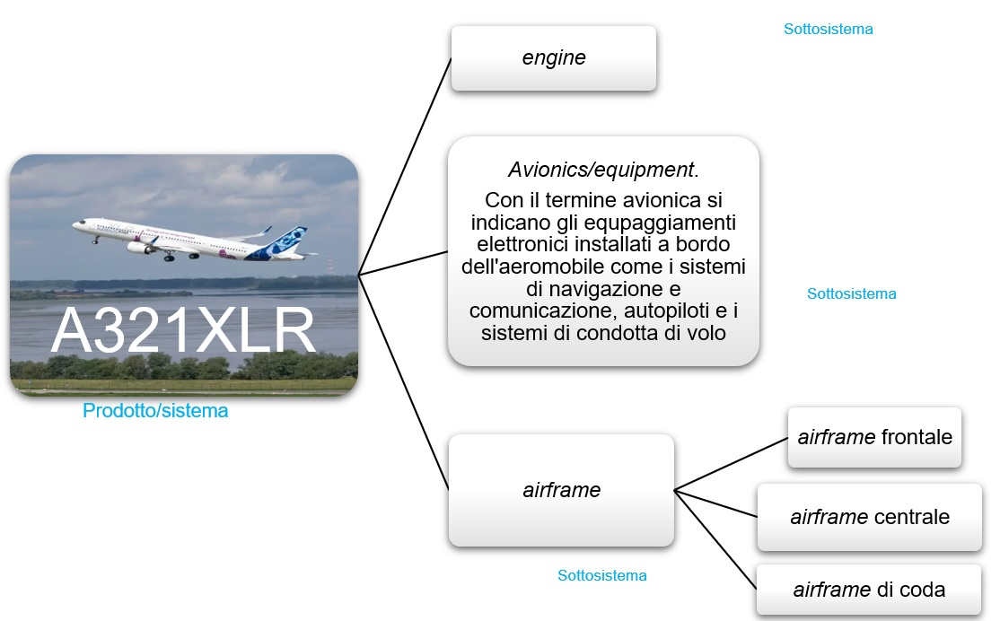 Sottosistema
engine
Avionics/equipment.
Con il termine avionica si
indicano gli equpaggiamenti
elettronici installati a bordo
dell'aeromobile come i sistemi
di navigazione e
comunicazione, autopiloti e i
sistemi di condotta di volo
Sottosistema
A321XLR
Prodotto/sistema
airframe
Sottosistema
airframe frontale
airframe centrale
airframe di coda